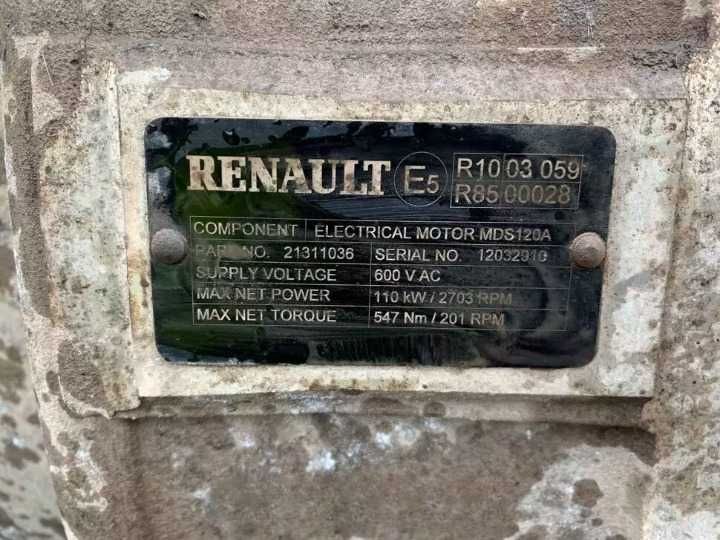 RENAULT E5 R10 03 059
R85 00028
COMPONENT ELECTRICAL MOTOR MDS120A
PART NO. 21311036 SERIAL NO. 12032910
SUPPLY VOLTAGE 600 V AC
MAX NET POWER 110 kW / 2703 RPM
MAX NET TORQUE 547 Nm / 201 RPM